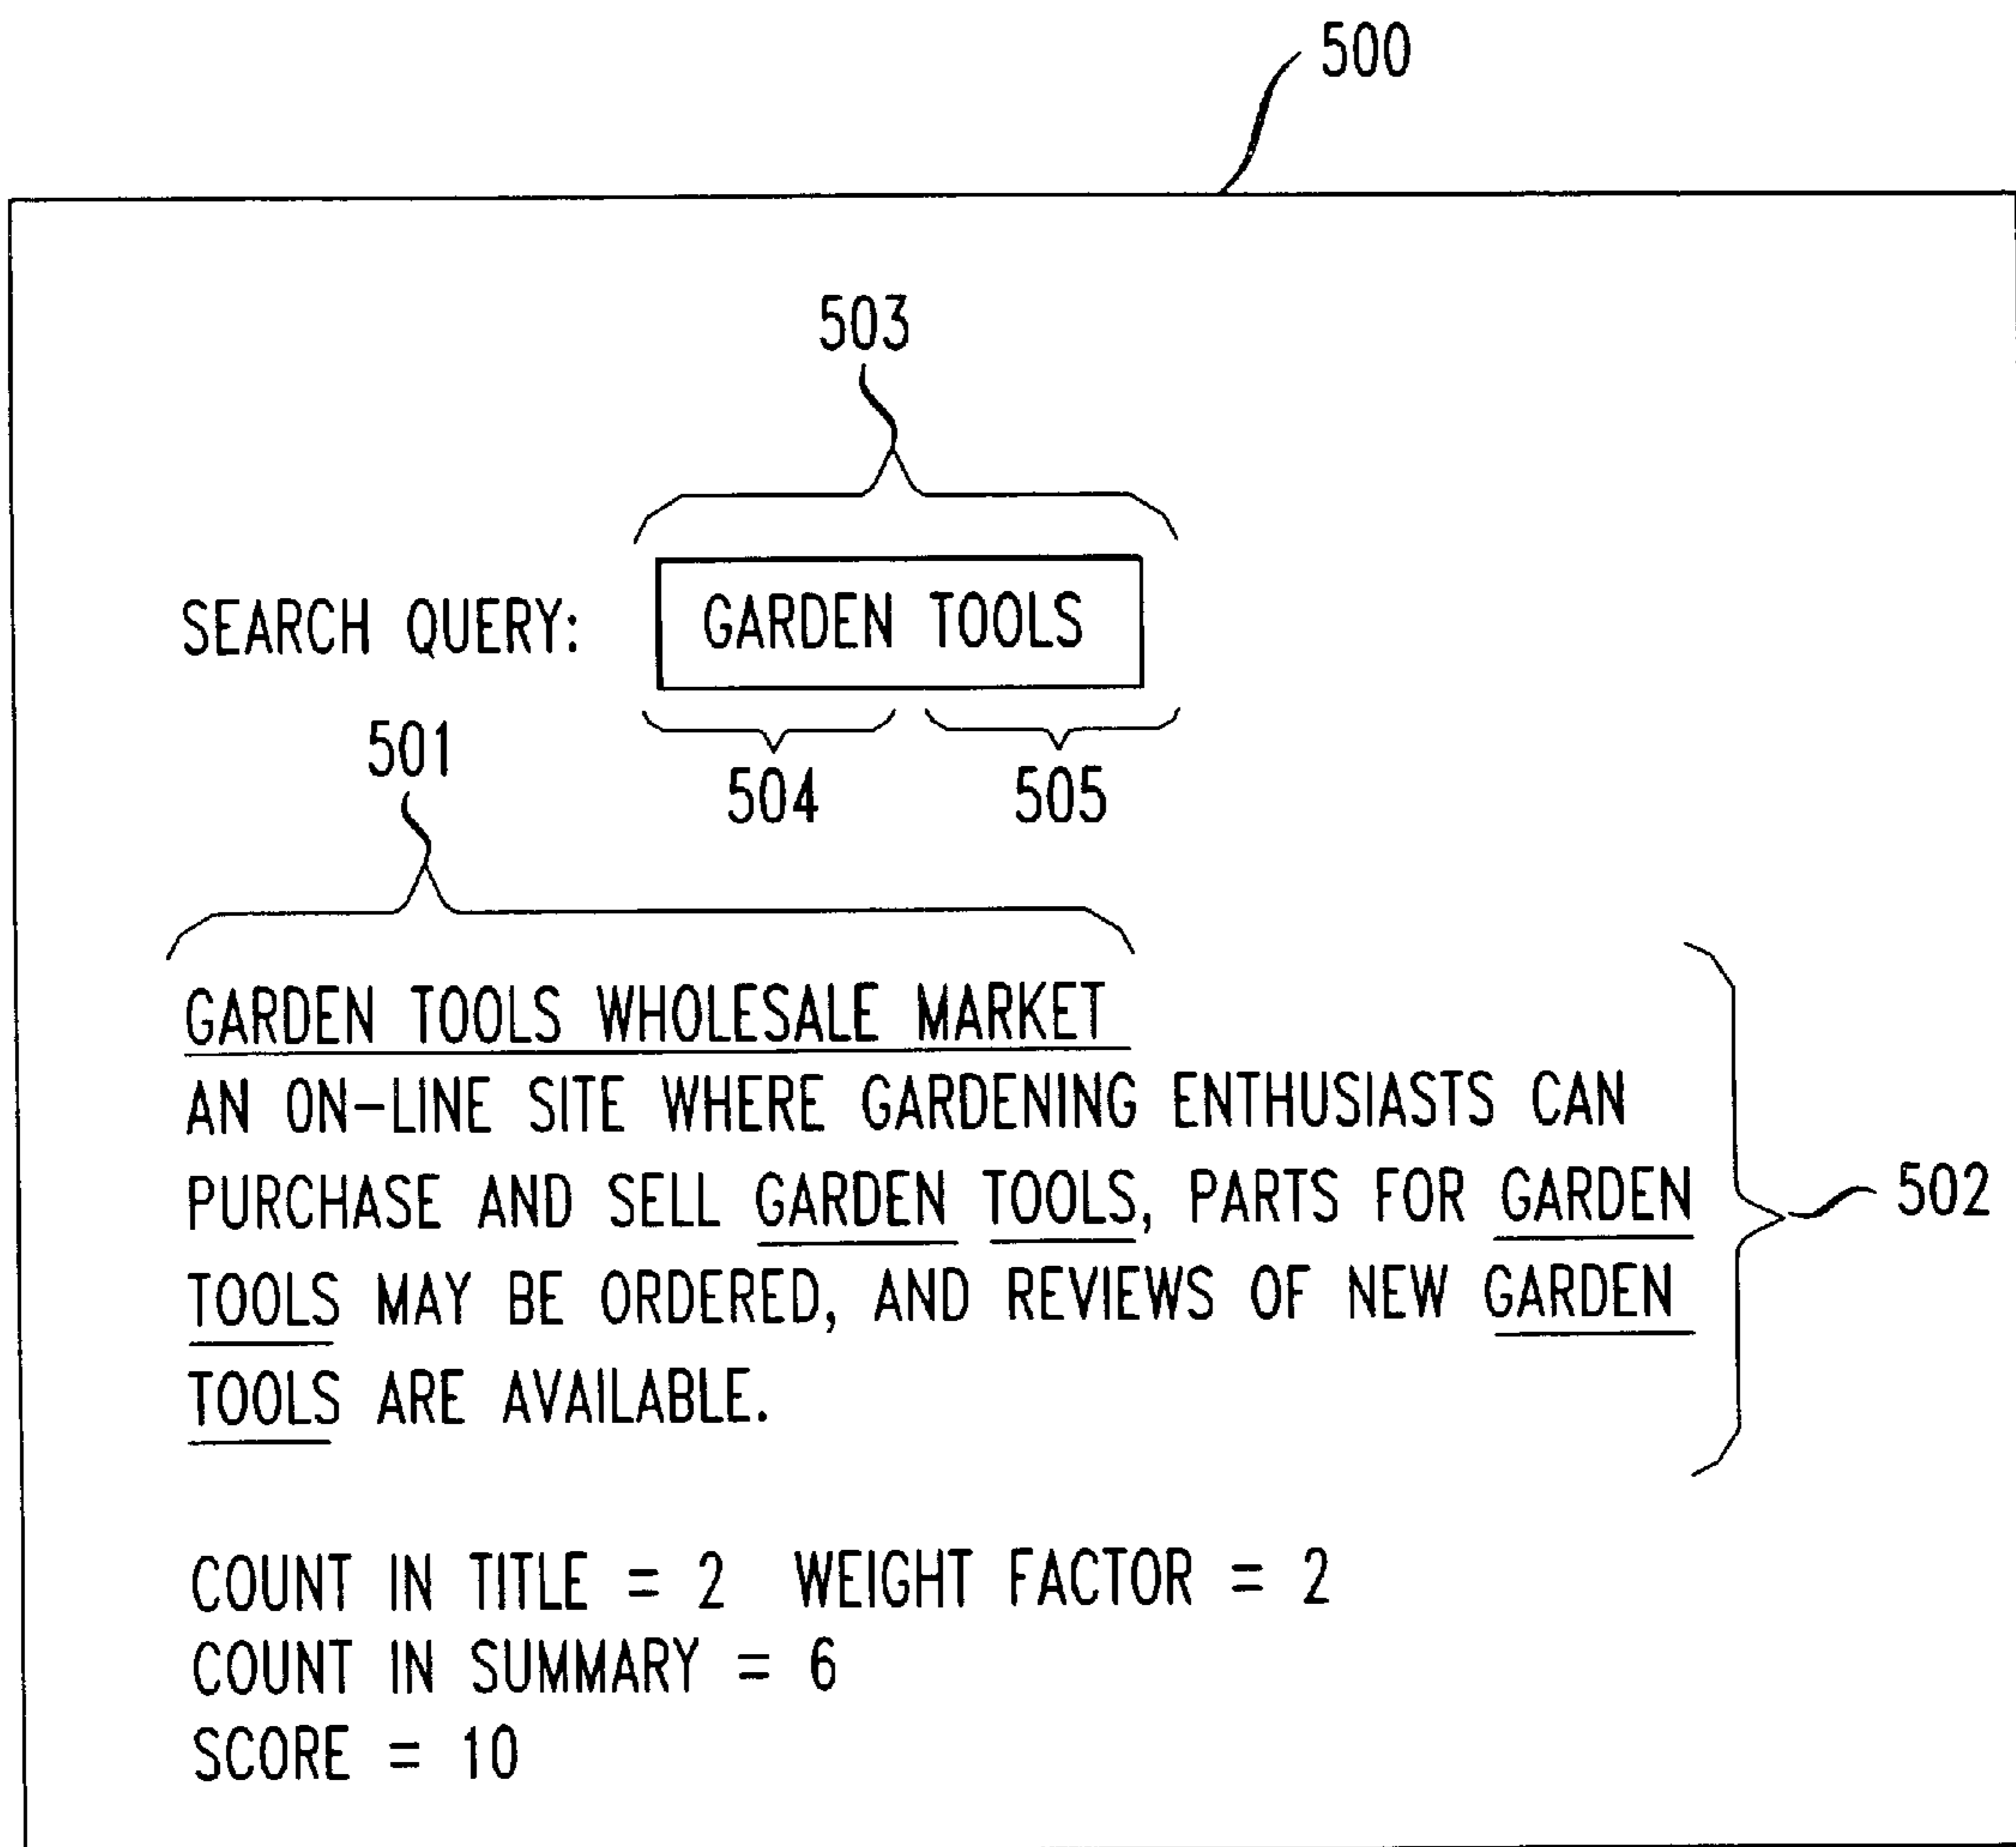 500
503
SEARCH QUERY: GARDEN TOOLS
501
504 505
GARDEN TOOLS WHOLESALE MARKET
AN ON-LINE SITE WHERE GARDENING ENTHUSIASTS CAN
PURCHASE AND SELL GARDEN TOOLS, PARTS FOR GARDEN
502
TOOLS MAY BE ORDERED, AND REVIEWS OF NEW GARDEN
TOOLS ARE AVAILABLE.
COUNT IN TITLE = 2 WEIGHT FACTOR = 2
COUNT IN SUMMARY = 6
SCORE = 10